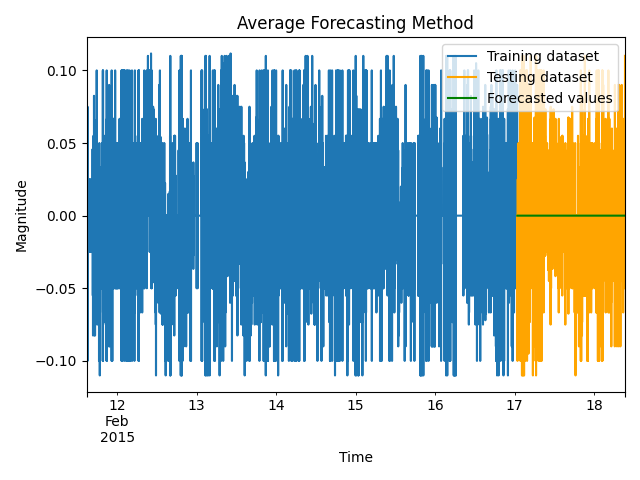 Average Forecasting Method
Training dataset
Testing dataset
Forecasted values
0.10
0.05
0.00
−0.05
−0.10
Magnitude
12
13
14
15
16
17
18
Feb
2015
Time